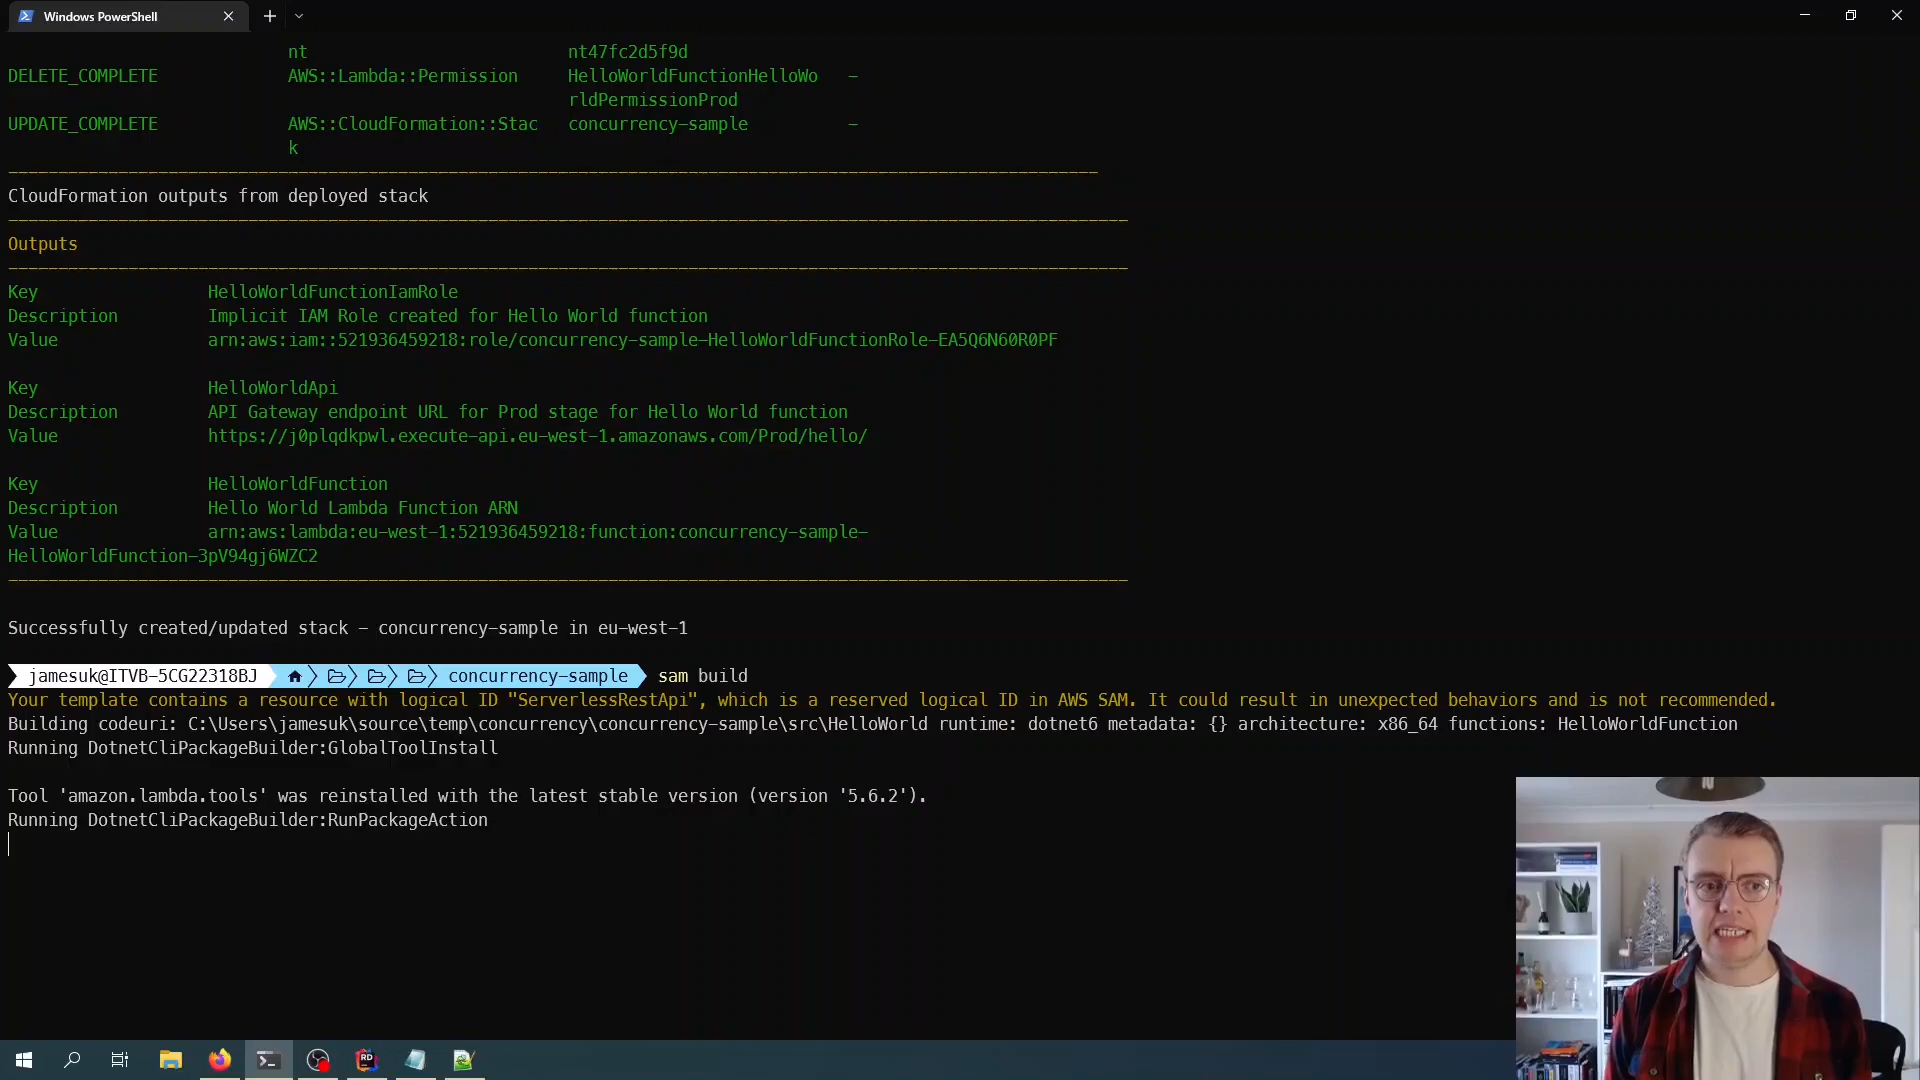 Windows PowerShell
nt nt47fc2d5f9d
DELETE_COMPLETE AWS::Lambda::Permission HelloWorldFunctionHelloWo -
rldPermissionProd
UPDATE_COMPLETE AWS::CloudFormation::Stac concurrency-sample -
k
CloudFormation outputs from deployed stack
Outputs
Key HelloWorldFunctionIamRole
Description Implicit IAM Role created for Hello World function
Value arn:aws:iam::521936459218:role/concurrency-sample-HelloWorldFunctionRole-EA5Q6N60R0PF
Key HelloWorldApi
Description API Gateway endpoint URL for Prod stage for Hello World function
Value https://j0plqdkpwl.execute-api.eu-west-1.amazonaws.com/Prod/hello/
Key HelloWorldFunction
Description Hello World Lambda Function ARN
Value arn:aws:lambda:eu-west-1:521936459218:function:concurrency-sample-
HelloWorldFunction-3pV94gj6WZC2
Successfully created/updated stack - concurrency-sample in eu-west-1
jamesuk@ITVB-5CG22318BJ concurrency-sample sam build
Your template contains a resource with logical ID "ServerlessRestApi", which is a reserved logical ID in AWS SAM. It could result in unexpected behaviors and is not recommended.
Building codeuri: C:\Users\jamesuk\source\temp\concurrency\concurrency-sample\src\HelloWorld runtime: dotnet6 metadata: {} architecture: x86_64 functions: HelloWorldFunction
Running DotnetCliPackageBuilder:GlobalToolInstall
Tool 'amazon.lambda.tools' was reinstalled with the latest stable version (version '5.6.2').
Running DotnetCliPackageBuilder:RunPackageAction
RD